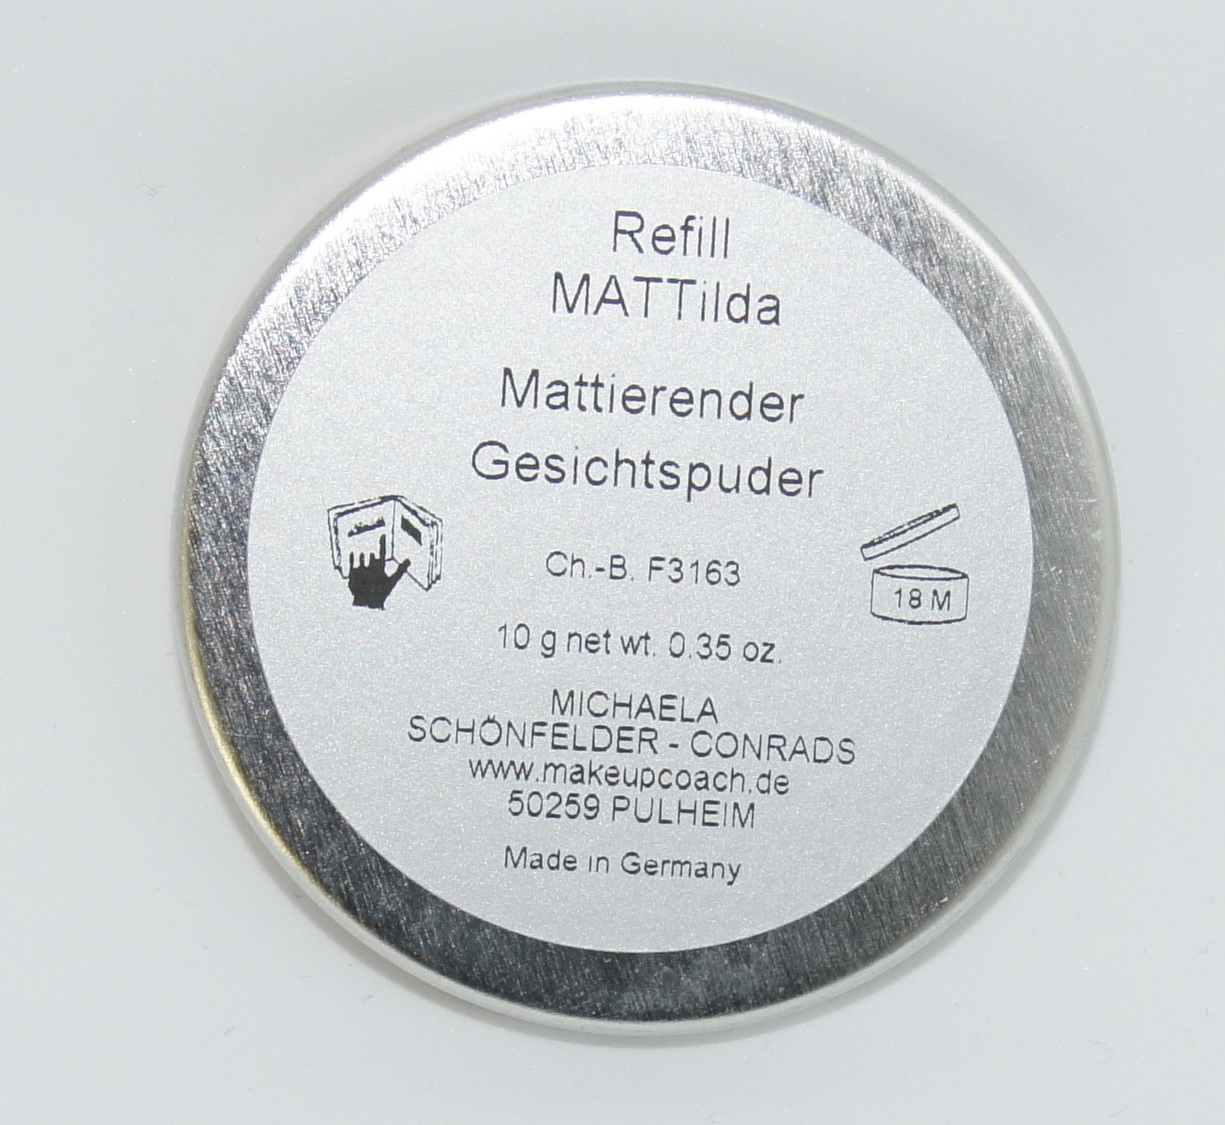 Refill
MATTilda
Mattierender
Gesichtspuder
Ch.-B. F3163
18 M
10 g net wt. 0.35 oz.
MICHAELA
SCHÖNFELDER - CONRADS
www.makeupcoach.de
50259 PULHEIM
Made in Germany